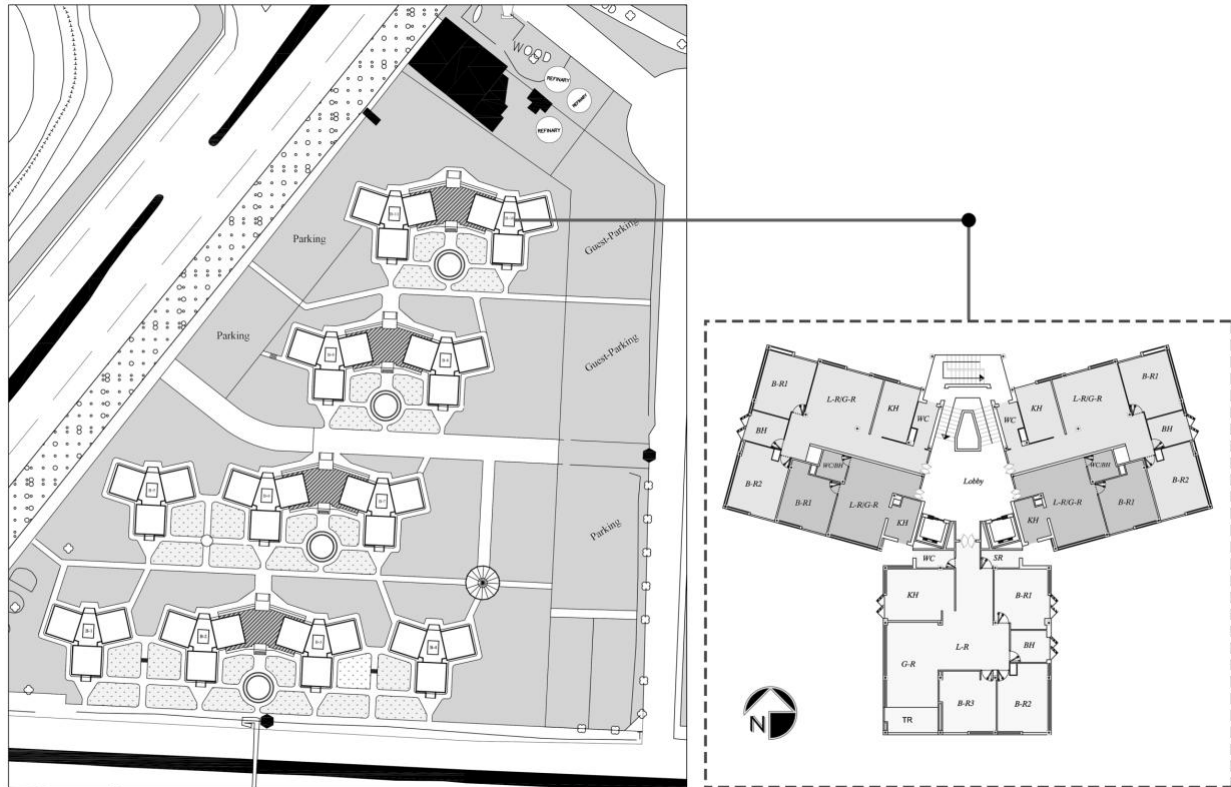 WOOD
REFINARY
REFINARY
REFINARY
Parking
Guest-Parking
Parking
Guest-Parking
Parking
B-R1
L-R/G-R
KH
WC
WC
KH
L-R/G-R
B-R1
BH
BH
B-R2
WC/BH
Lobby
WC/BH
B-R2
B-R1
L-R/G-R
KH
KH
L-R/G-R
B-R1
WC
SR
KH
B-R1
L-R
BH
G-R
B-R3
B-R2
TR
N